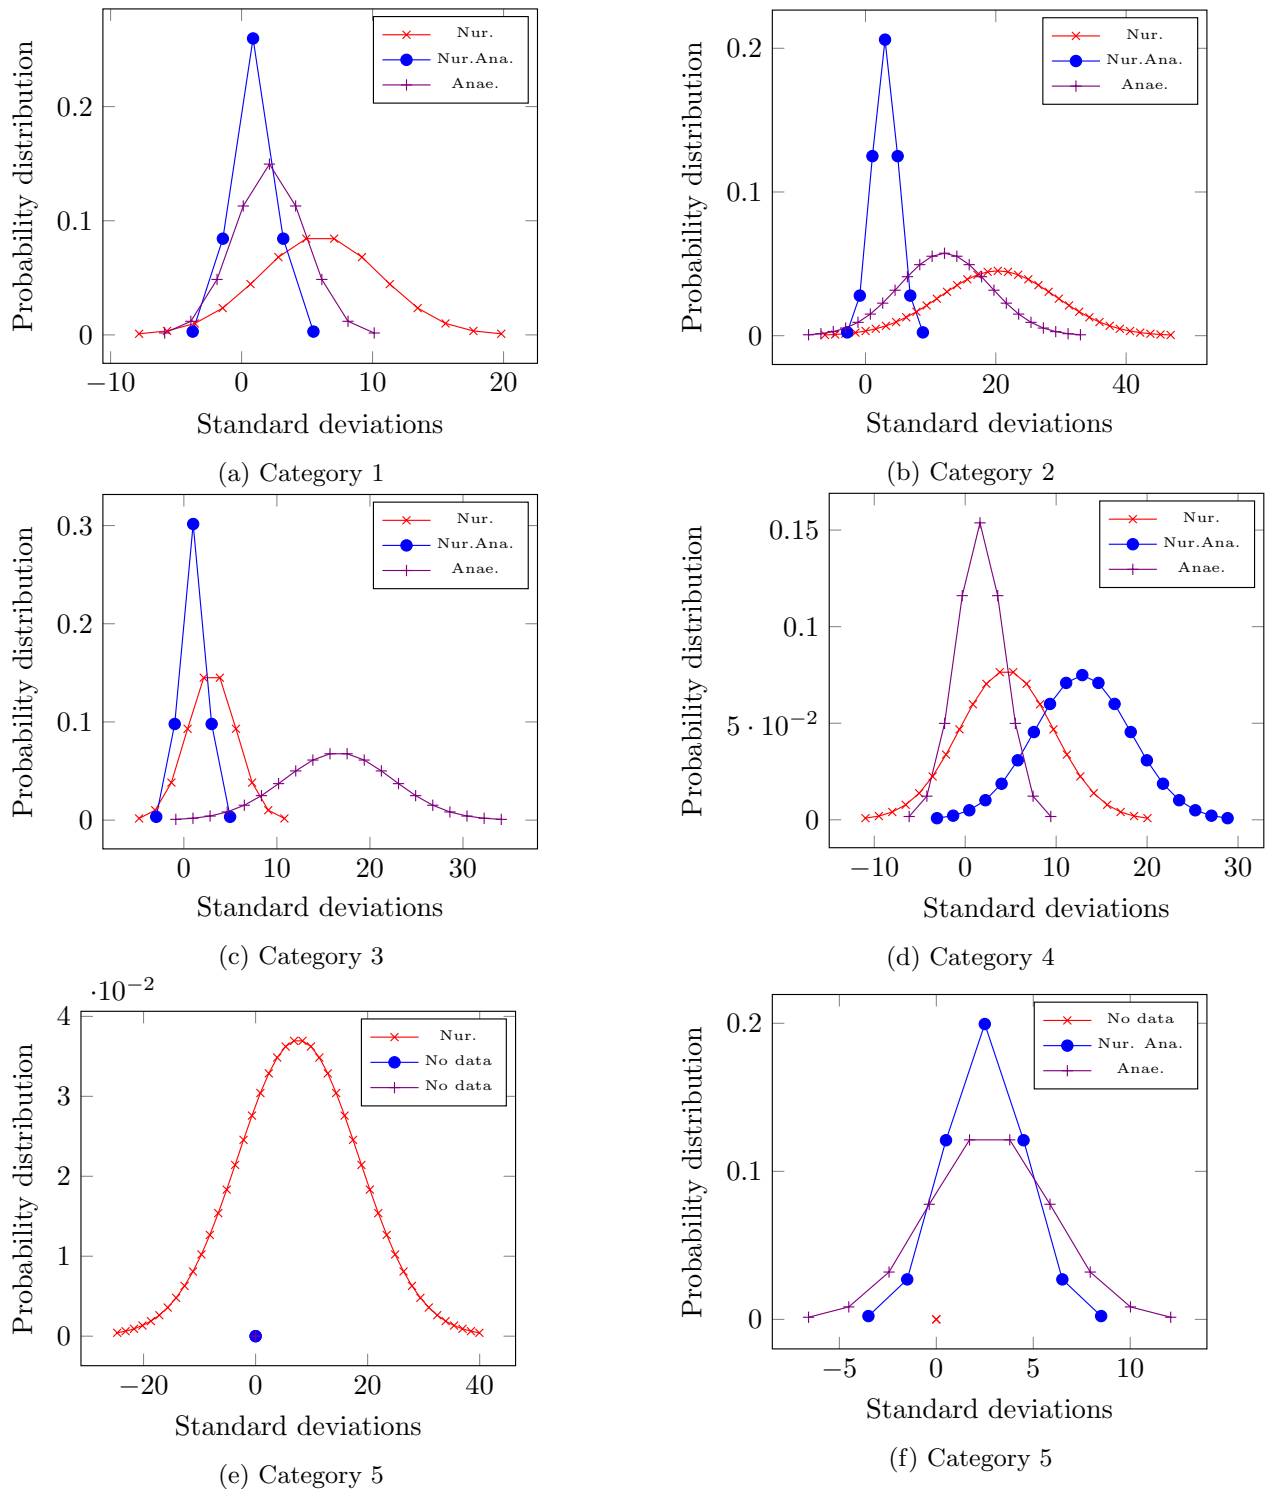 Probability distribution
0.2
0.1
0
−10
0
10
20
Nur.
Nur.Ana.
Anae.
Standard deviations
(a) Category 1
Probability distribution
0.2
0.1
0
0
20
40
Nur.
Nur.Ana.
Anae.
Standard deviations
(b) Category 2
Probability distribution
0.3
0.2
0.1
0
0
10
20
30
Nur.
Nur.Ana.
Anae.
Standard deviations
(c) Category 3
Probability distribution
0.15
0.1
5 · 10−2
0
−10
0
10
20
30
Nur.
Nur.Ana.
Anae.
Standard deviations
(d) Category 4
Probability distribution
·10−2
4
3
2
1
0
−20
0
20
40
Nur.
No data
No data
Standard deviations
(e) Category 5
Probability distribution
0.2
0.1
0
−5
0
5
10
No data
Nur. Ana.
Anae.
Standard deviations
(f) Category 5